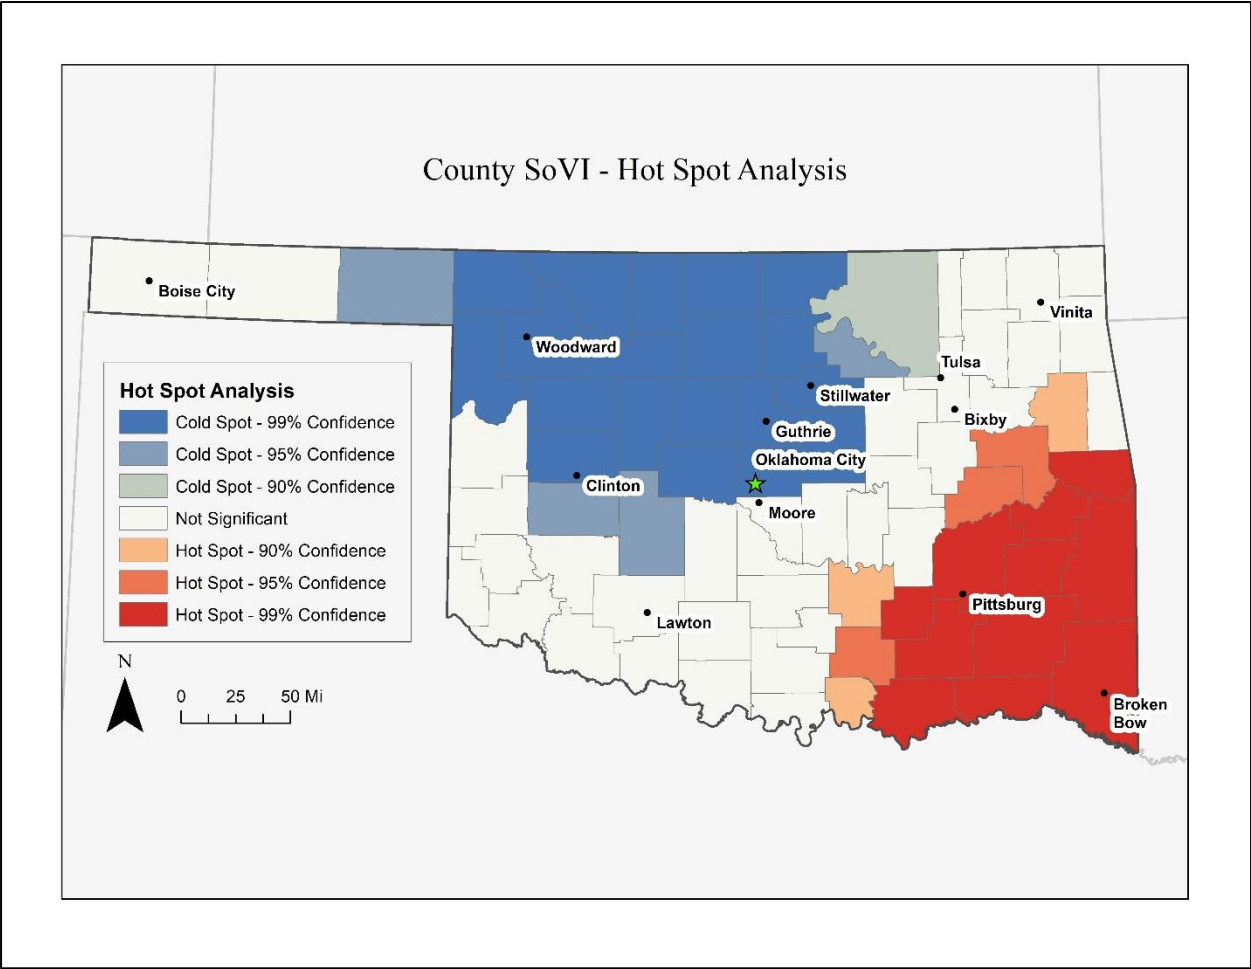 County SoVI - Hot Spot Analysis
Boise City
Vinita
Woodward
Tulsa
Hot Spot Analysis
Cold Spot - 99% Confidence
Cold Spot - 95% Confidence
Cold Spot - 90% Confidence
Not Significant
Hot Spot - 90% Confidence
Hot Spot - 95% Confidence
Hot Spot - 99% Confidence
Stillwater
Bixby
Guthrie
Oklahoma City
Clinton
Moore
Pittsburg
Lawton
N
0 25 50 Mi
Broken
Bow